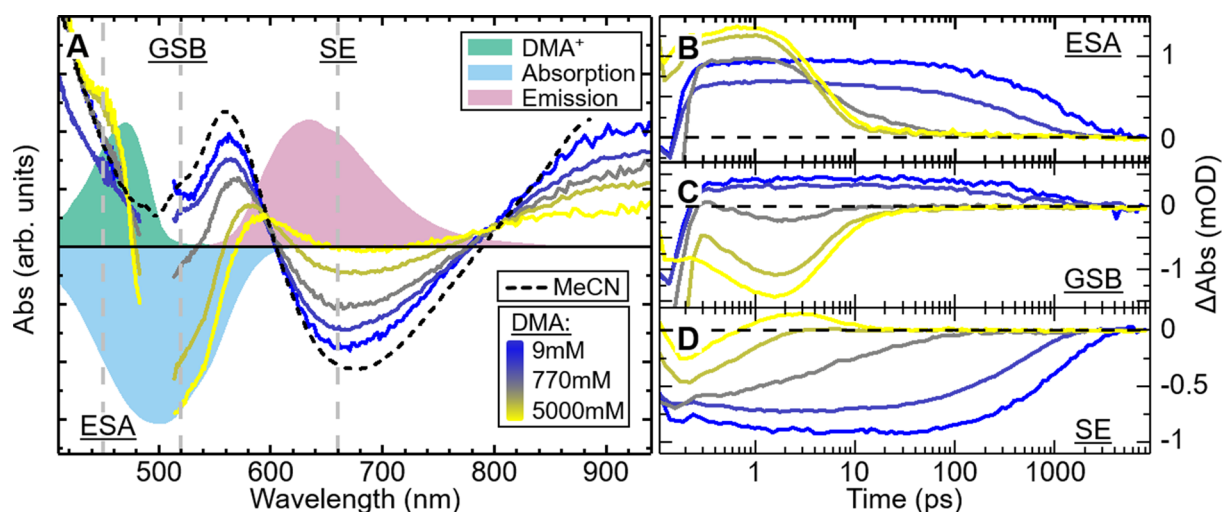 A
GSB
SE
DMA⁺
Absorption
Emission
MeCN
DMA:
9mM
770mM
5000mM
ESA
Abs (arb. units)
500
600
700
800
900
Wavelength (nm)
B
ESA
1
0
C
0
-1
GSB
D
0
-0.5
-1
SE
ΔAbs (mOD)
1
10
100
1000
Time (ps)